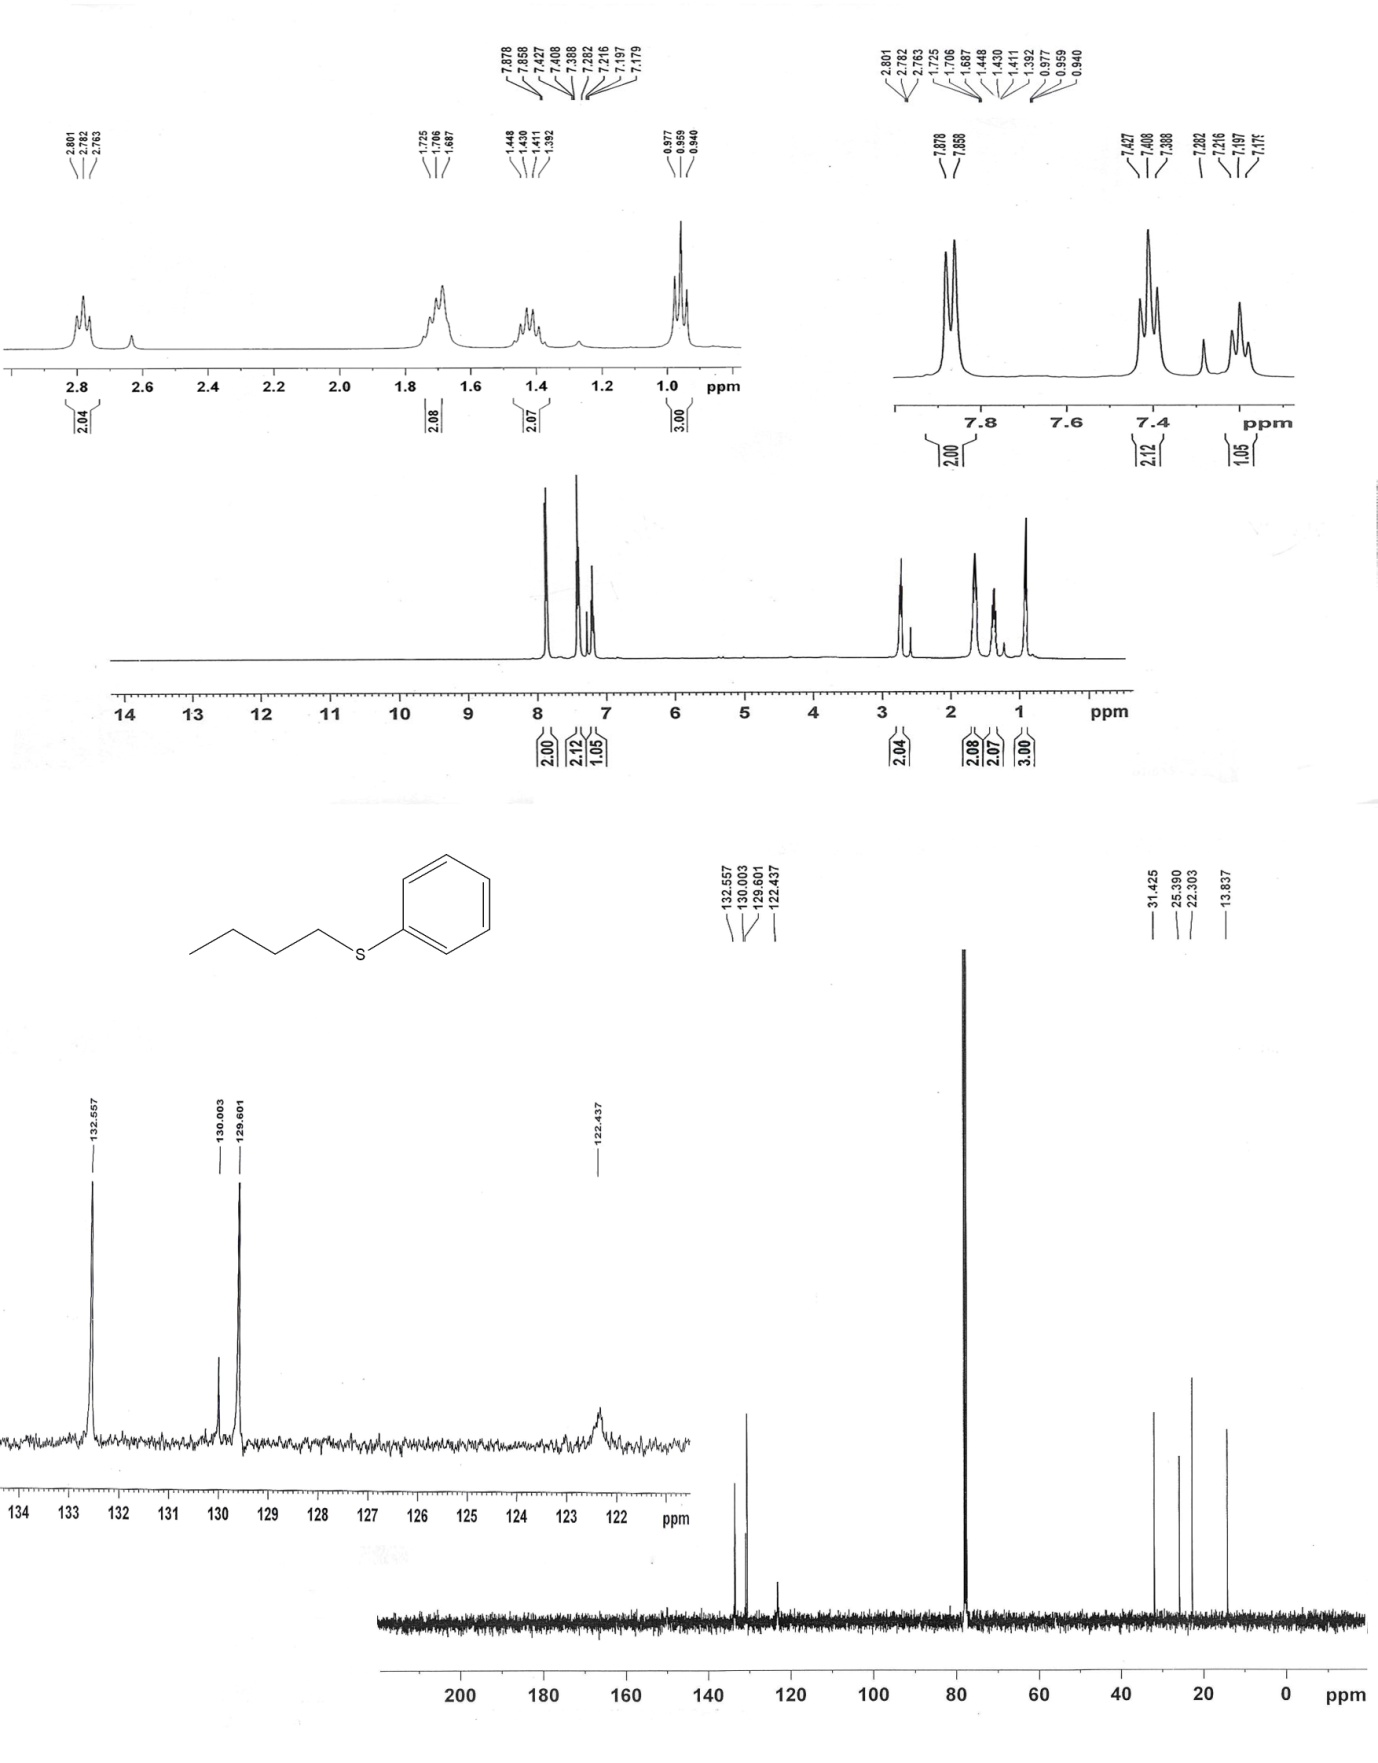 7.878 7.858 7.427 7.408 7.388 7.282 7.216 7.197 7.179
2.801 2.782 2.763 1.725 1.706 1.687 1.448 1.430 1.411 1.392 0.977 0.959 0.940
2.801 2.782 2.763 1.725 1.706 1.687 1.448 1.430 1.411 1.392 0.977 0.959 0.940
7.878 7.858 7.427 7.408 7.388 7.282 7.216 7.197
2.8 2.6 2.4 2.2 2.0 1.8 1.6 1.4 1.2 1.0 ppm
2.04 2.08 2.07 3.00
7.8 7.6 7.4 ppm
2.00 2.12 1.05
14 13 12 11 10 9 8 7 6 5 4 3 2 1 ppm
2.00 2.12 1.05 2.04 2.08 2.07 3.00
132.557 130.003 129.601 122.437 31.425 25.390 22.303 13.837
S
132.557 130.003 129.601 122.437
134 133 132 131 130 129 128 127 126 125 124 123 122 ppm
200 180 160 140 120 100 80 60 40 20 0 ppm